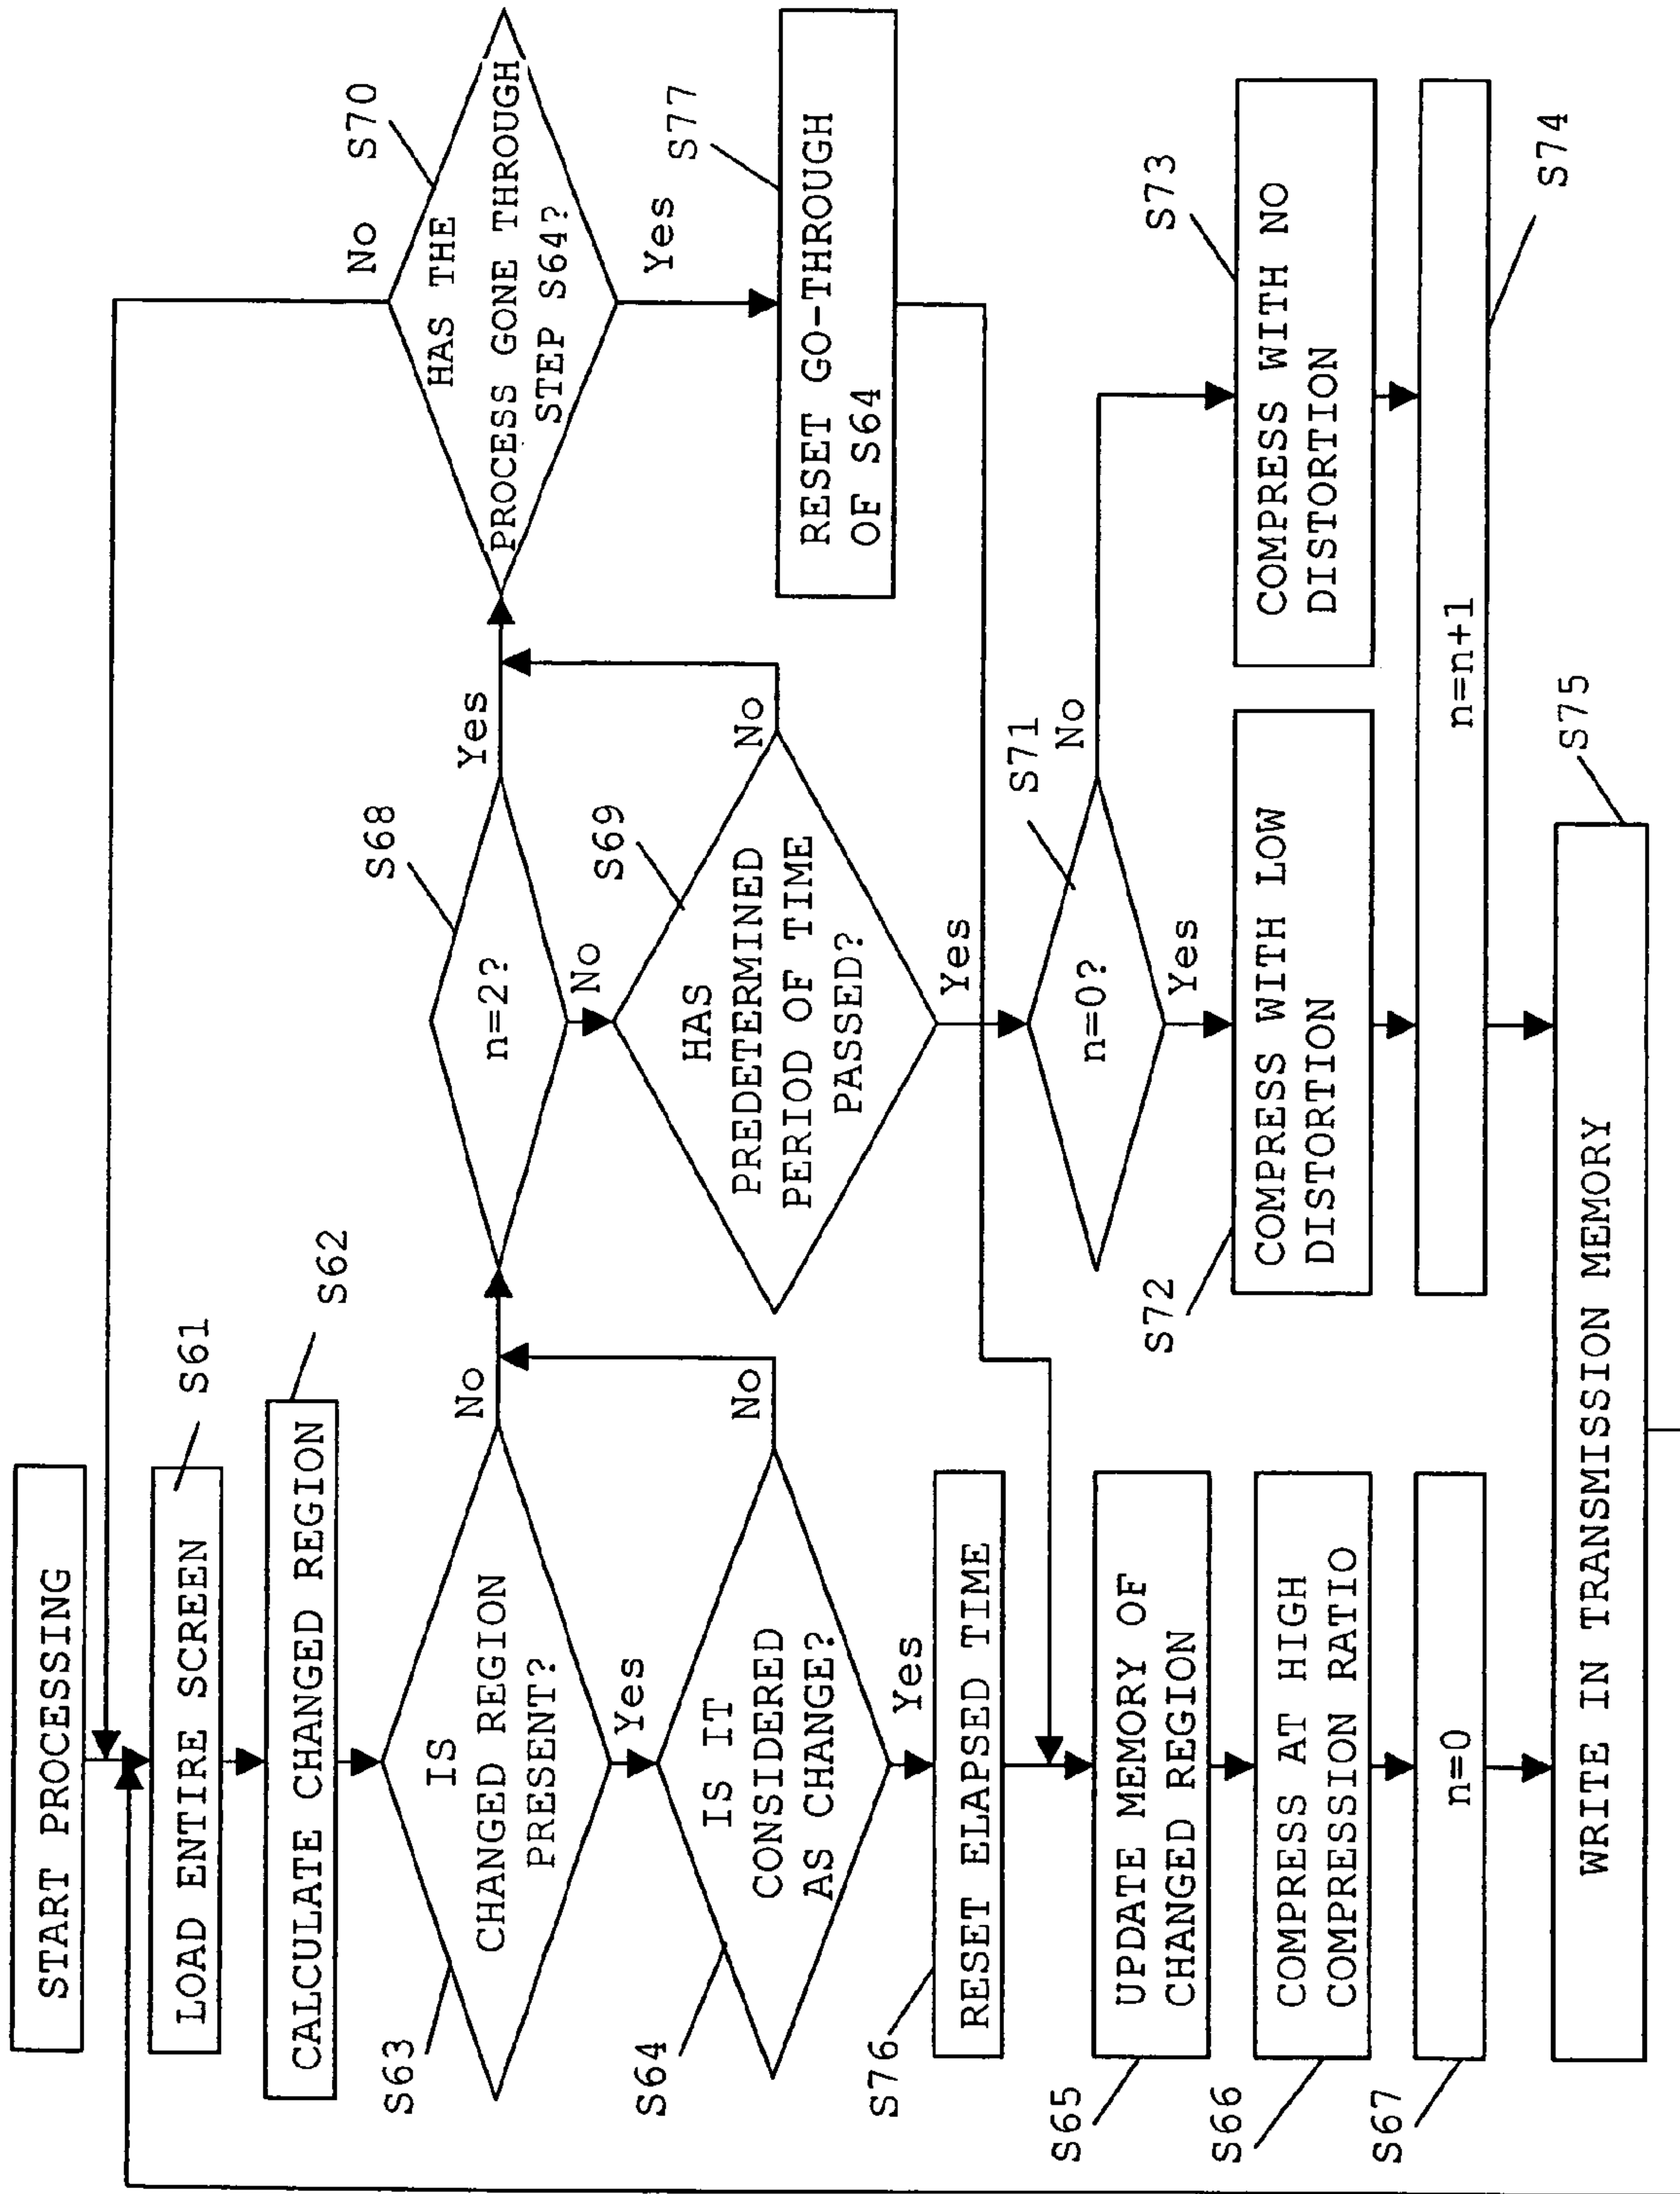 START PROCESSING
LOAD ENTIRE SCREEN
S61
CALCULATE CHANGED REGION
S62
S63
IS
CHANGED REGION
PRESENT?
No
Yes
S64
IS IT
CONSIDERED
AS CHANGE?
No
Yes
S76
RESET ELAPSED TIME
S65
UPDATE MEMORY OF
CHANGED REGION
S66
COMPRESS AT HIGH
COMPRESSION RATIO
S67
n=0
S68
n=2?
Yes
No
S69
HAS
PREDETERMINED
PERIOD OF TIME
PASSED?
No
Yes
S70
HAS THE
PROCESS GONE THROUGH
STEP S64?
No
Yes
S77
RESET GO-THROUGH
OF S64
S71
n=0?
No
Yes
S72
COMPRESS WITH LOW
DISTORTION
S73
COMPRESS WITH NO
DISTORTION
n=n+1
S74
WRITE IN TRANSMISSION MEMORY
S75